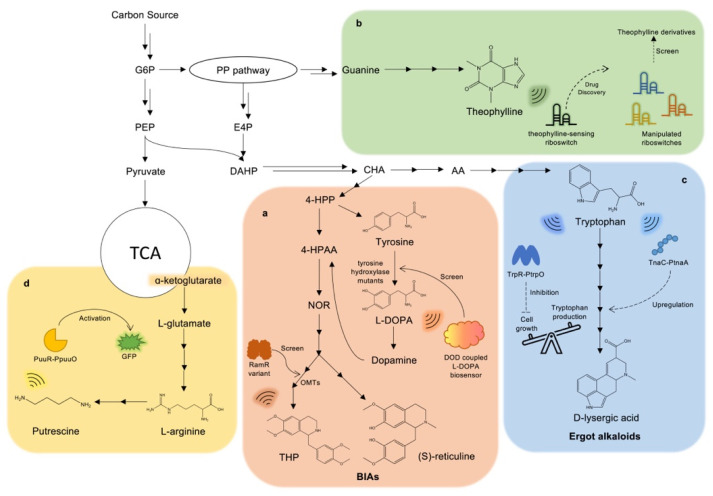 Carbon Source
G6P
PP pathway
PEP
E4P
Pyruvate
DAHP
CHA
AA
TCA
b
Guanine
Theophylline
theophylline-sensing
riboswitch
Drug
Discovery
Theophylline derivatives
Screen
Manipulated
riboswitches
a
4-HPP
4-HPAA
NOR
Tyrosine
tyrosine
hydroxylase
mutants
Screen
L-DOPA
Dopamine
DOD coupled
L-DOPA
biosensor
RamR
variant
Screen
OMTs
THP
(S)-reticuline
BIAs
c
Tryptophan
TrpR-PtrpO
TnaC-PtnaA
Inhibition
Cell
growth
Tryptophan
production
Upregulation
D-lysergic acid
Ergot alkaloids
d
α-ketoglutarate
L-glutamate
Activation
PuuR-PpuuO
GFP
Putrescine
L-arginine